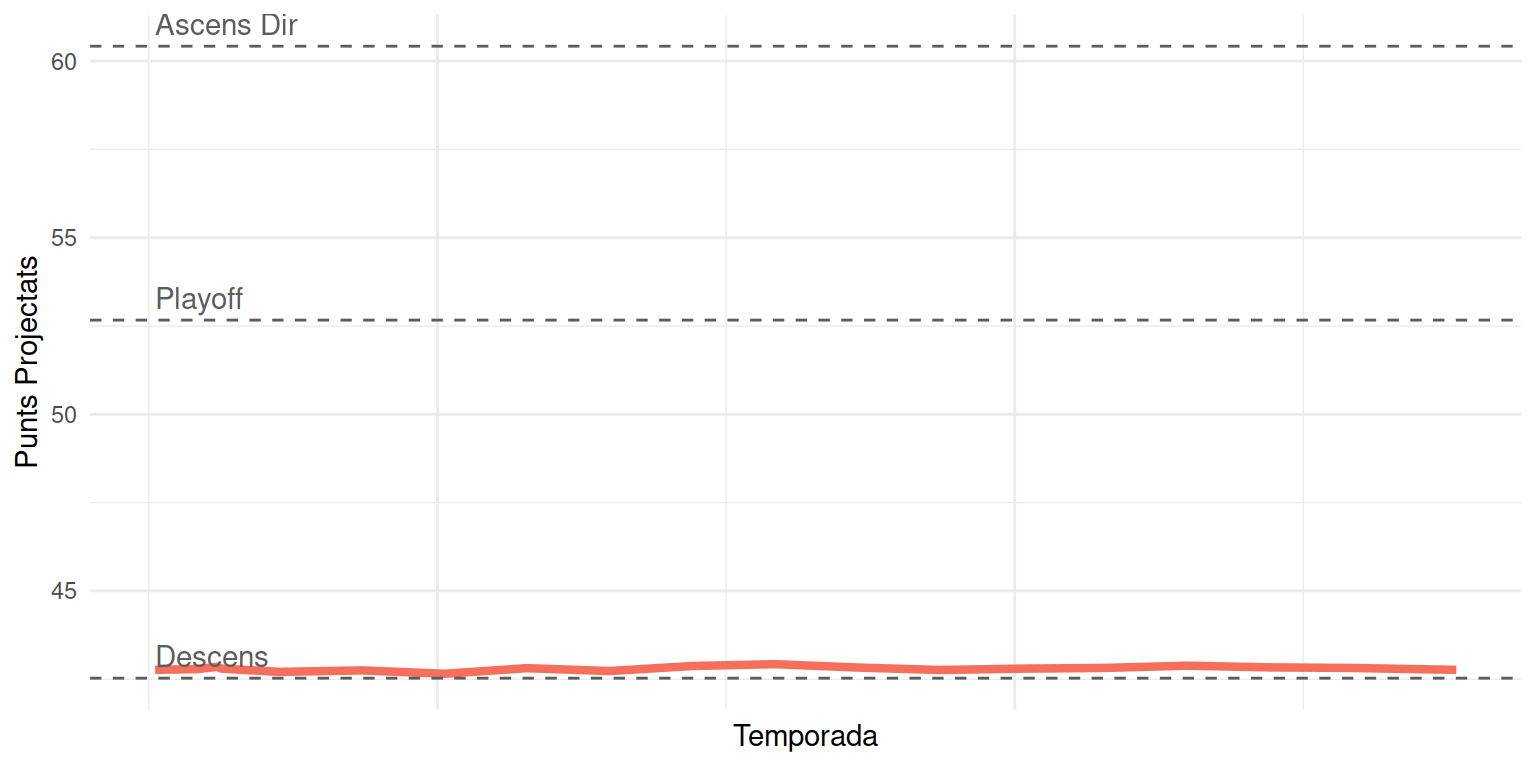 Ascens Dir
60
55
Playoff
50
45
Descens
Punts Projectats
Temporada